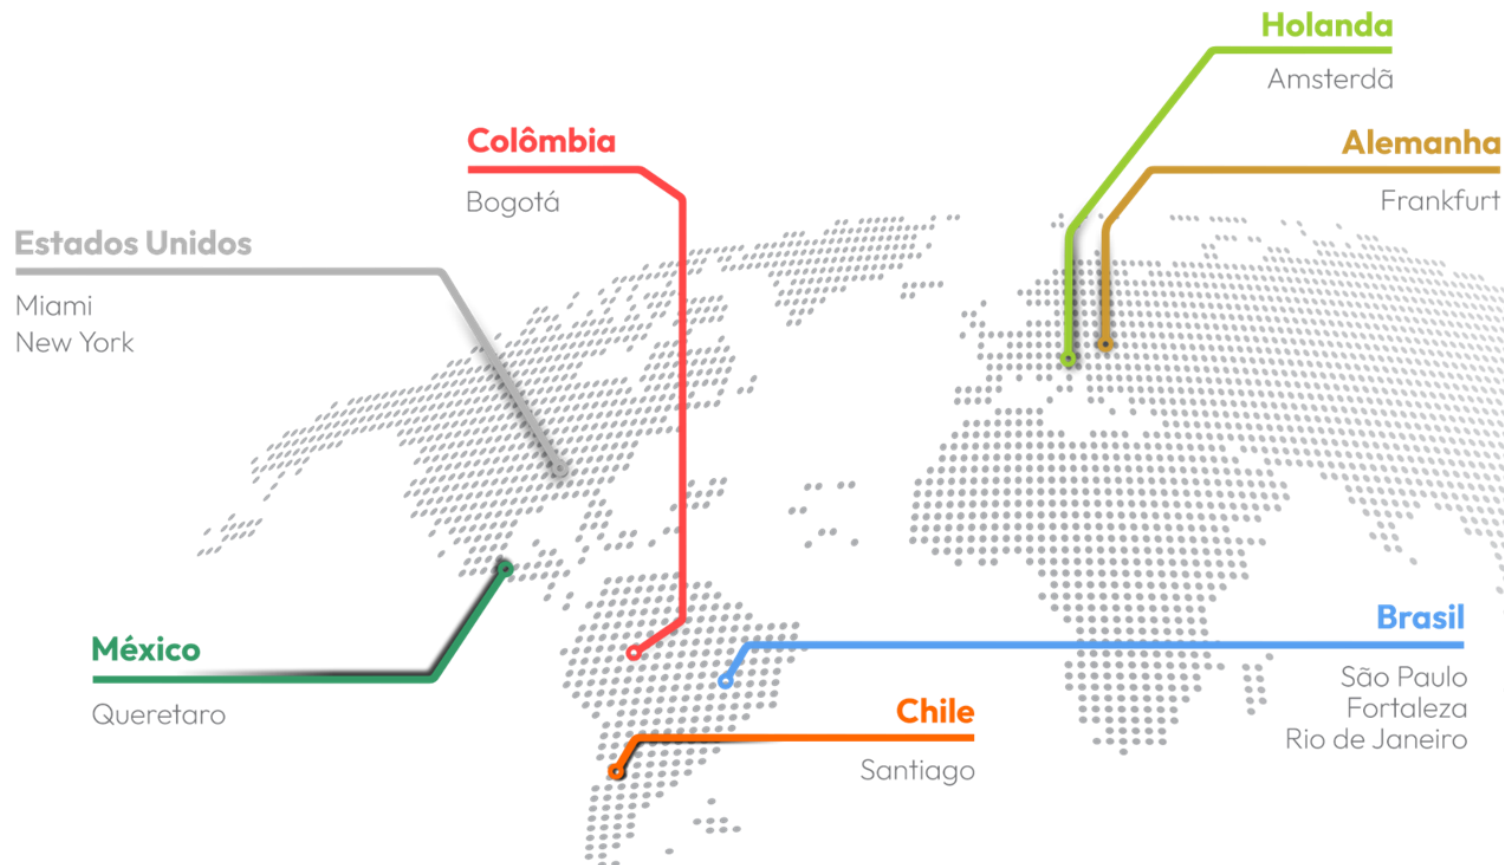 Holanda
Amsterdã
Alemanha
Frankfurt
Colômbia
Bogotá
Estados Unidos
Miami
New York
México
Queretaro
Brasil
São Paulo
Fortaleza
Rio de Janeiro
Chile
Santiago